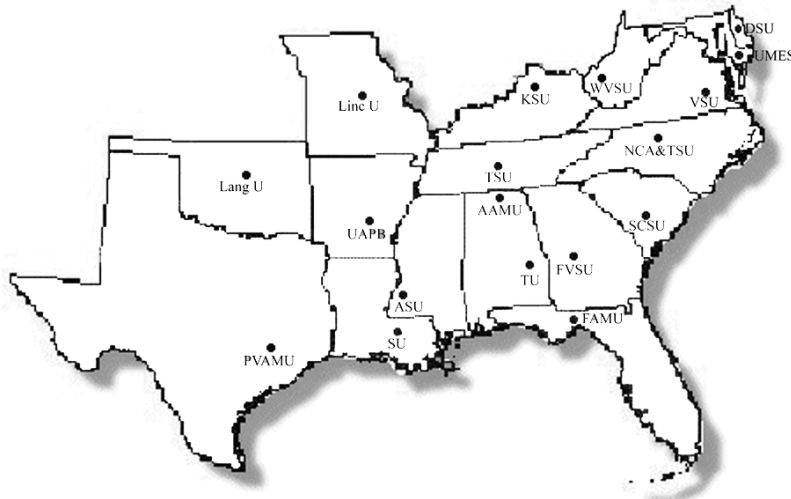 DSU
UMES
WVSU
KSU
VSU
Linc U
NCA&TSU
TSU
Lang U
AAMU
UAPB
SCSU
TU
FVSU
ASU
FAMU
SU
PVAMU